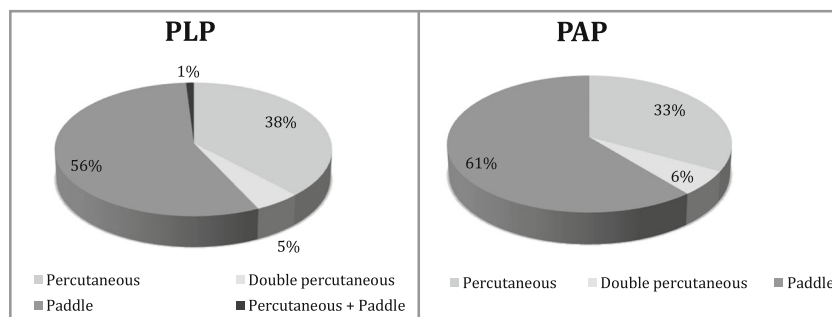 PLP
1%
38%
56%
5%
Percutaneous
Double percutaneous
Paddle
Percutaneous + Paddle
PAP
33%
61%
6%
Percutaneous
Double percutaneous
Paddle